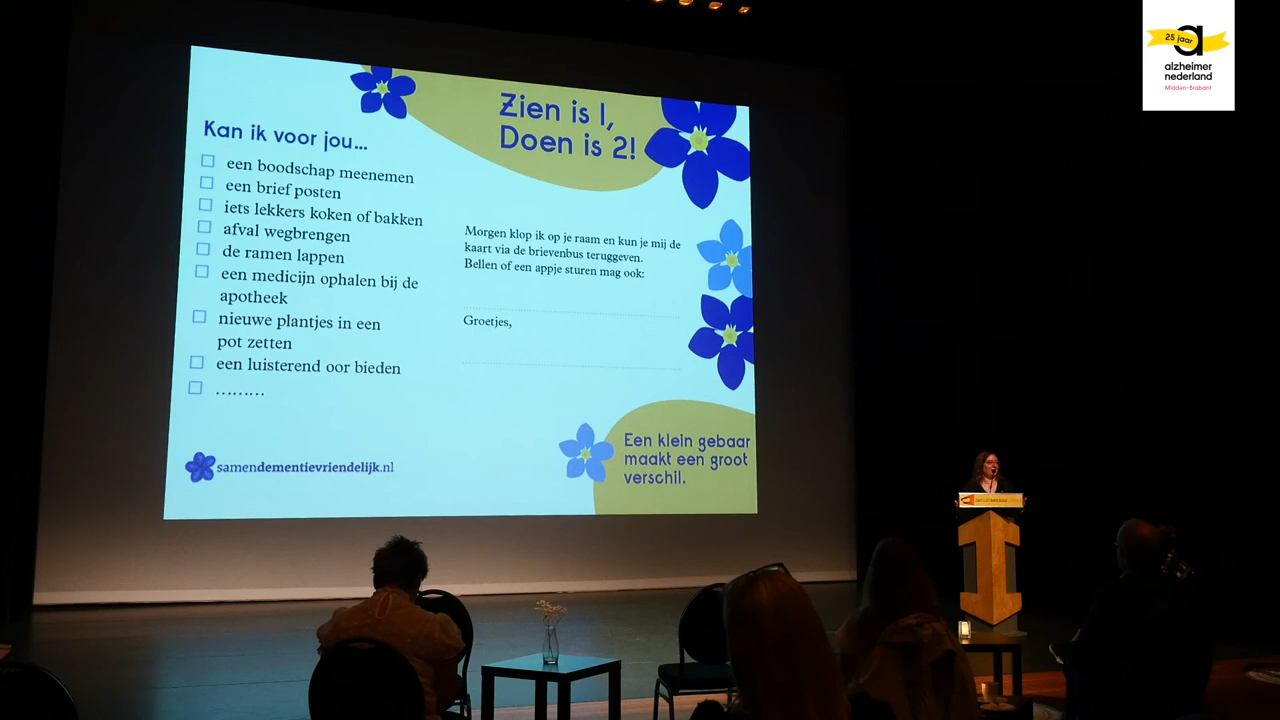 25 jaar
alzheimer
nederland
Midden-Brabant
Zien is 1,
Doen is 2!
Kan ik voor jou...
een boodschap meenemen
een brief posten
iets lekkers koken of bakken
afval wegbrengen
de ramen lappen
een medicijn ophalen bij de
apotheek
nieuwe plantjes in een
pot zetten
een luisterend oor bieden
.........
Morgen klop ik op je raam en kun je mij de
kaart via de brievenbus teruggeven.
Bellen of een appje sturen mag ook:
Groetjes,
samendementievriendelijk.nl
Een klein gebaar
maakt een groot
verschil.